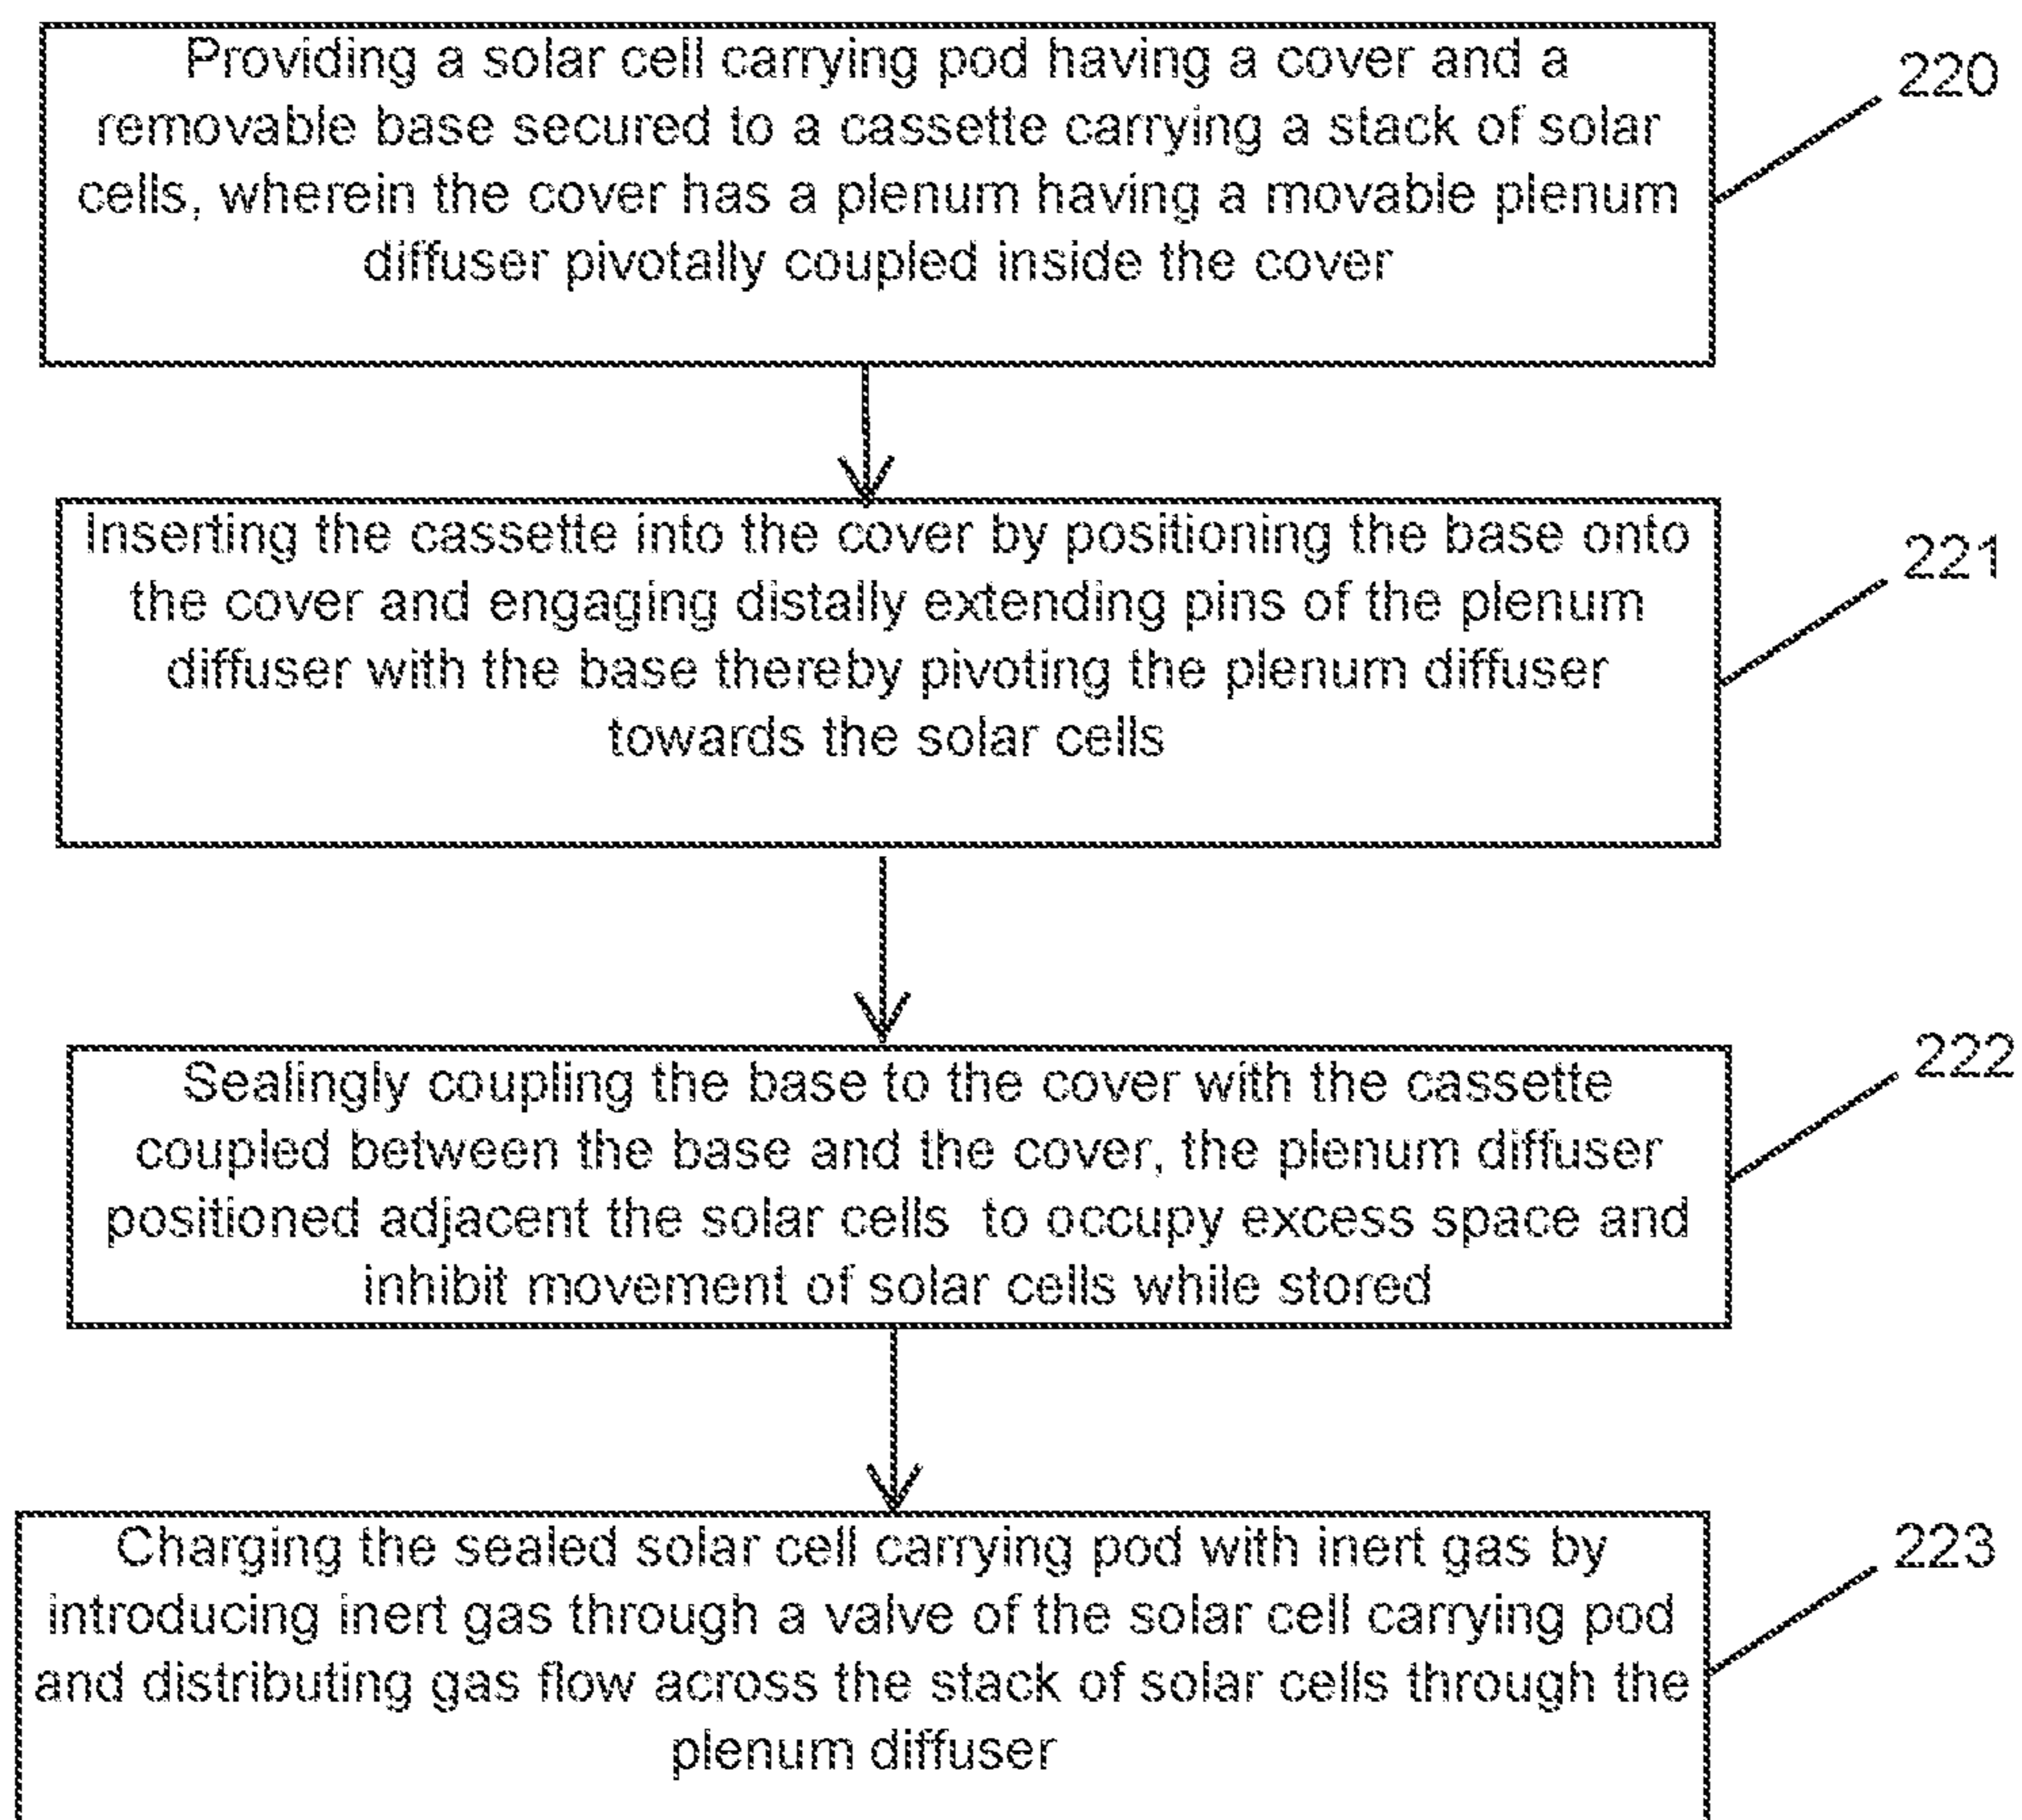 Providing a solar cell carrying pod having a cover and a
removable base secured to a cassette carrying a stack of solar
cells, wherein the cover has a plenum having a movable plenum
diffuser pivotally coupled inside the cover
220
Inserting the cassette into the cover by positioning the base onto
the cover and engaging distally extending pins of the plenum
diffuser with the base thereby pivoting the plenum diffuser
towards the solar cells
221
Sealingly coupling the base to the cover with the cassette
coupled between the base and the cover, the plenum diffuser
positioned adjacent the solar cells to occupy excess space and
inhibit movement of solar cells while stored
222
Charging the sealed solar cell carrying pod with inert gas by
introducing inert gas through a valve of the solar cell carrying pod
and distributing gas flow across the stack of solar cells through the
plenum diffuser
223